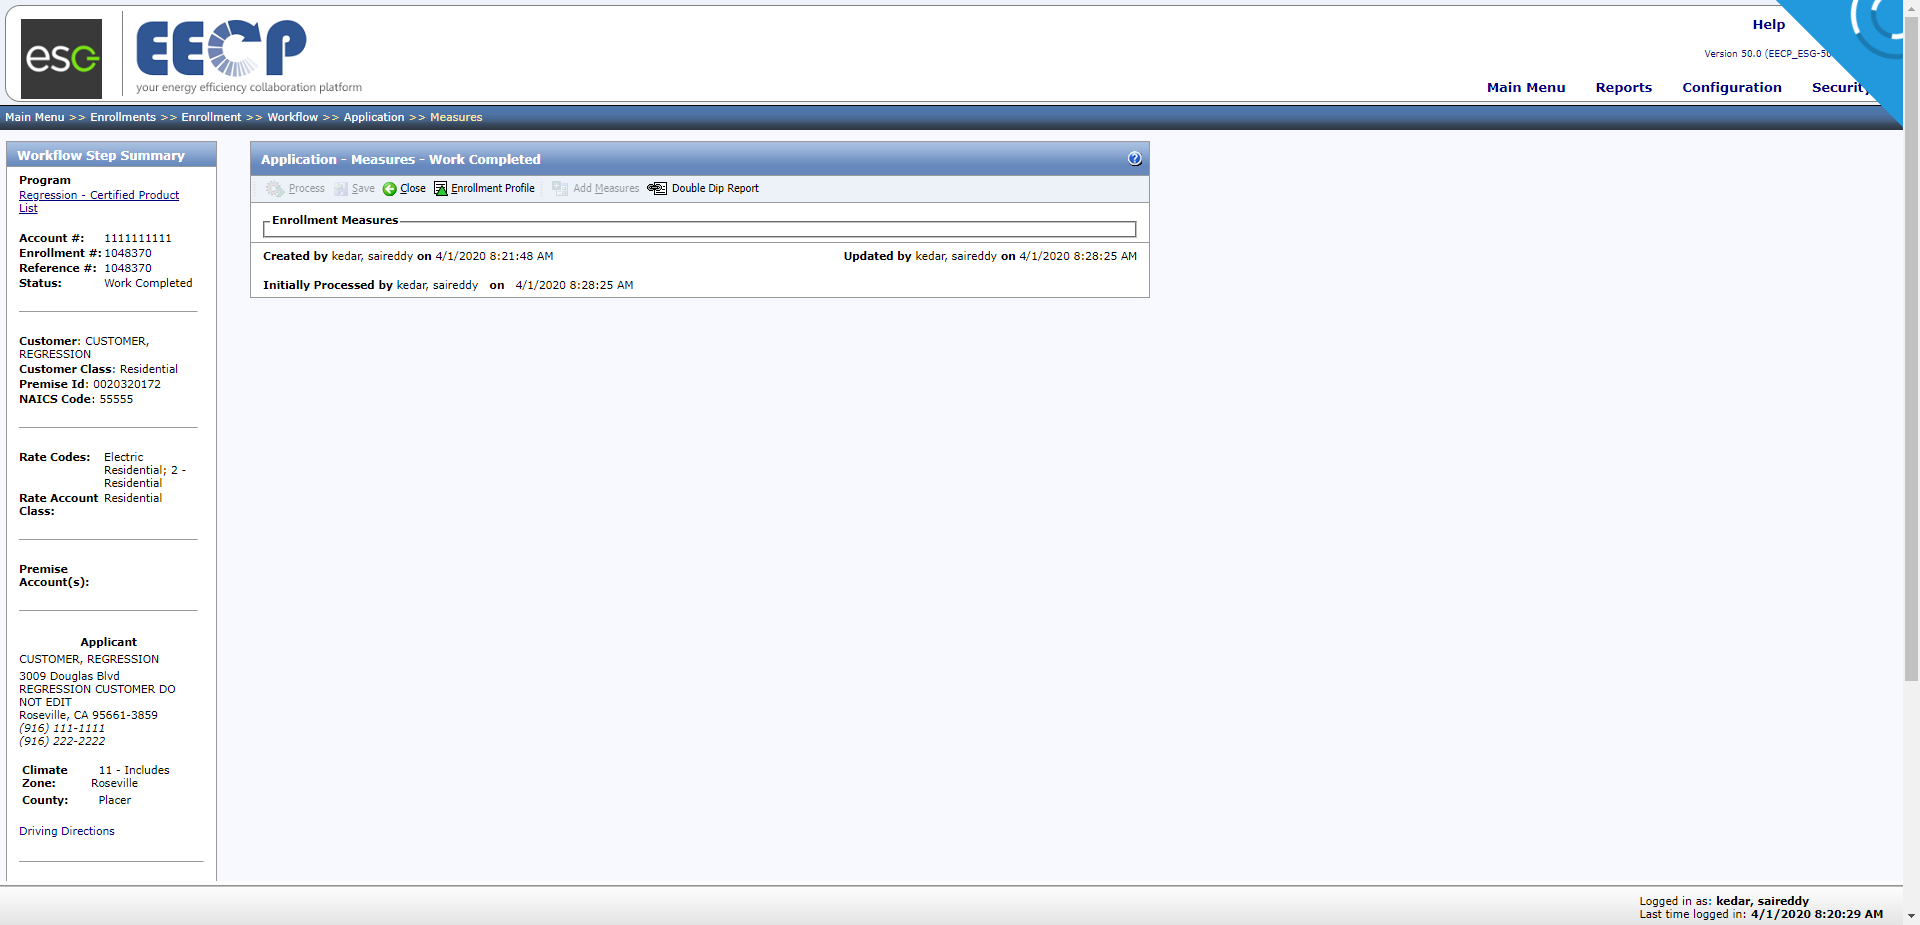 esg
EECP
your energy efficiency collaboration platform
Help
Version 50.0 (EECP_ESG-50
Main Menu Reports Configuration Security
Main Menu >> Enrollments >> Enrollment >> Workflow >> Application >> Measures
Workflow Step Summary
Program
Regression - Certified Product
List
Account #: 1111111111
Enrollment #: 1048370
Reference #: 1048370
Status: Work Completed
Customer: CUSTOMER,
REGRESSION
Customer Class: Residential
Premise Id: 0020320172
NAICS Code: 55555
Rate Codes: Electric
Residential; 2 -
Residential
Rate Account Residential
Class:
Premise
Account(s):
Applicant
CUSTOMER, REGRESSION
3009 Douglas Blvd
REGRESSION CUSTOMER DO
NOT EDIT
Roseville, CA 95661-3859
(916) 111-1111
(916) 222-2222
Climate 11 - Includes
Zone: Roseville
County: Placer
Driving Directions
Application - Measures - Work Completed
?
Process Save Close Enrollment Profile Add Measures Double Dip Report
Enrollment Measures
Created by kedar, saireddy on 4/1/2020 8:21:48 AM Updated by kedar, saireddy on 4/1/2020 8:28:25 AM
Initially Processed by kedar, saireddy on 4/1/2020 8:28:25 AM
Logged in as: kedar, saireddy
Last time logged in: 4/1/2020 8:20:29 AM